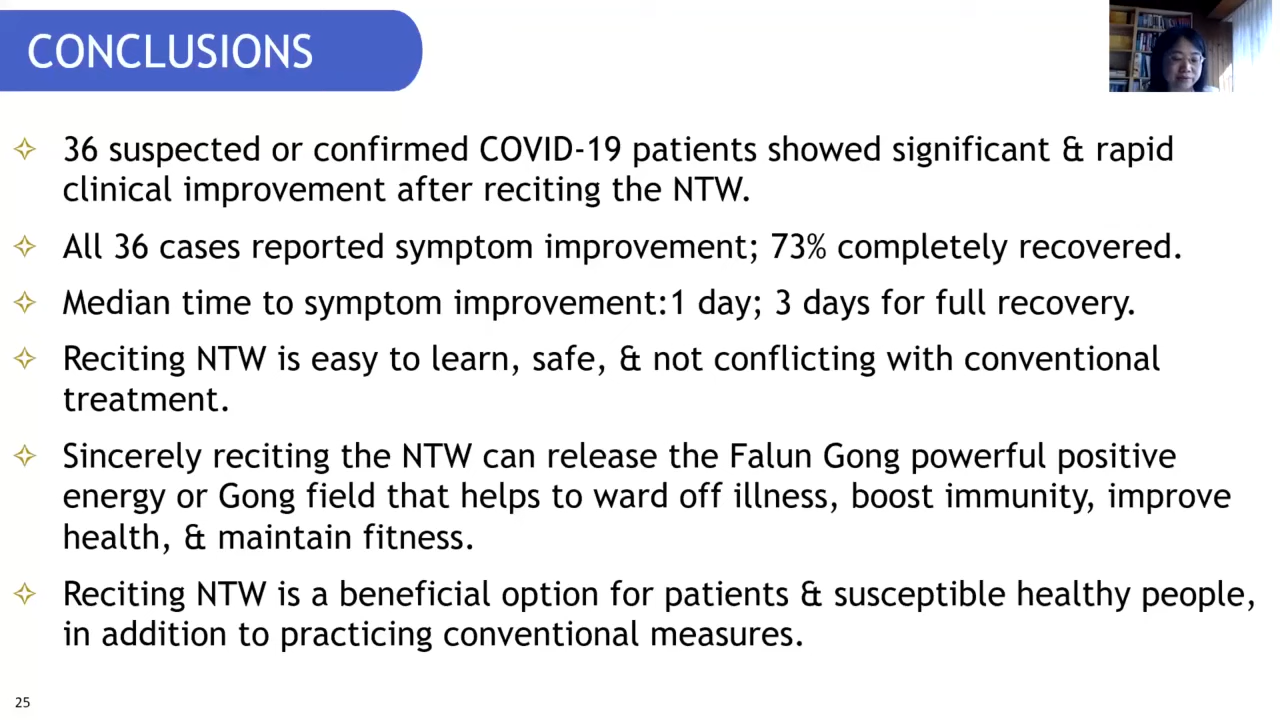 CONCLUSIONS
36 suspected or confirmed COVID-19 patients showed significant & rapid
clinical improvement after reciting the NTW.
All 36 cases reported symptom improvement; 73% completely recovered.
Median time to symptom improvement:1 day; 3 days for full recovery.
Reciting NTW is easy to learn, safe, & not conflicting with conventional
treatment.
Sincerely reciting the NTW can release the Falun Gong powerful positive
energy or Gong field that helps to ward off illness, boost immunity, improve
health, & maintain fitness.
Reciting NTW is a beneficial option for patients & susceptible healthy people,
in addition to practicing conventional measures.
25